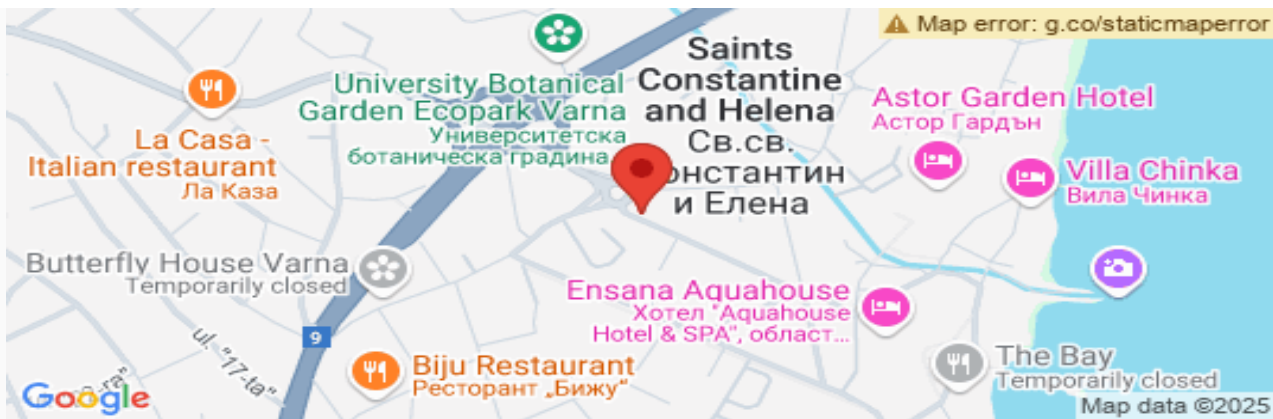 Map error: g.co/staticmaperror
Saints
Constantine
and Helena
Св.св.
онстантин
и Елена
University Botanical
Garden Ecopark Varna
Университетска
ботаническа градина…
La Casa -
Italian restaurant
Ла Каза
Astor Garden Hotel
Астор Гардън
Villa Chinka
Вила Чинка
Butterfly House Varna
Temporarily closed
Ensana Aquahouse
Хотел "Aquahouse
Hotel & SPA", област...
9
ul. "17-ta"
Biju Restaurant
Ресторант „Бижу“
The Bay
Temporarily closed
Google
Map data ©2025